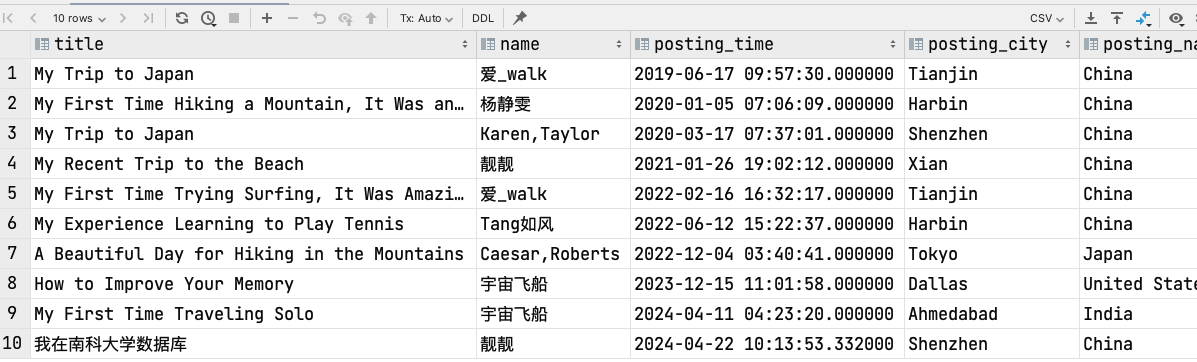 10 rows Tx: Auto DDL CSV
title name posting_time posting_city posting_na
1 My Trip to Japan 爱_walk 2019-06-17 09:57:30.000000 Tianjin China
2 My First Time Hiking a Mountain, It Was an… 杨静雯 2020-01-05 07:06:09.000000 Harbin China
3 My Trip to Japan Karen,Taylor 2020-03-17 07:37:01.000000 Shenzhen China
4 My Recent Trip to the Beach 靓靓 2021-01-26 19:02:12.000000 Xian China
5 My First Time Trying Surfing, It Was Amazi… 爱_walk 2022-02-16 16:32:17.000000 Tianjin China
6 My Experience Learning to Play Tennis Tang如风 2022-06-12 15:22:37.000000 Harbin China
7 A Beautiful Day for Hiking in the Mountains Caesar,Roberts 2022-12-04 03:40:41.000000 Tokyo Japan
8 How to Improve Your Memory 宇宙飞船 2023-12-15 11:01:58.000000 Dallas United State
9 My First Time Traveling Solo 宇宙飞船 2024-04-11 04:23:20.000000 Ahmedabad India
10 我在南科大学数据库 靓靓 2024-04-22 10:13:53.332000 Shenzhen China